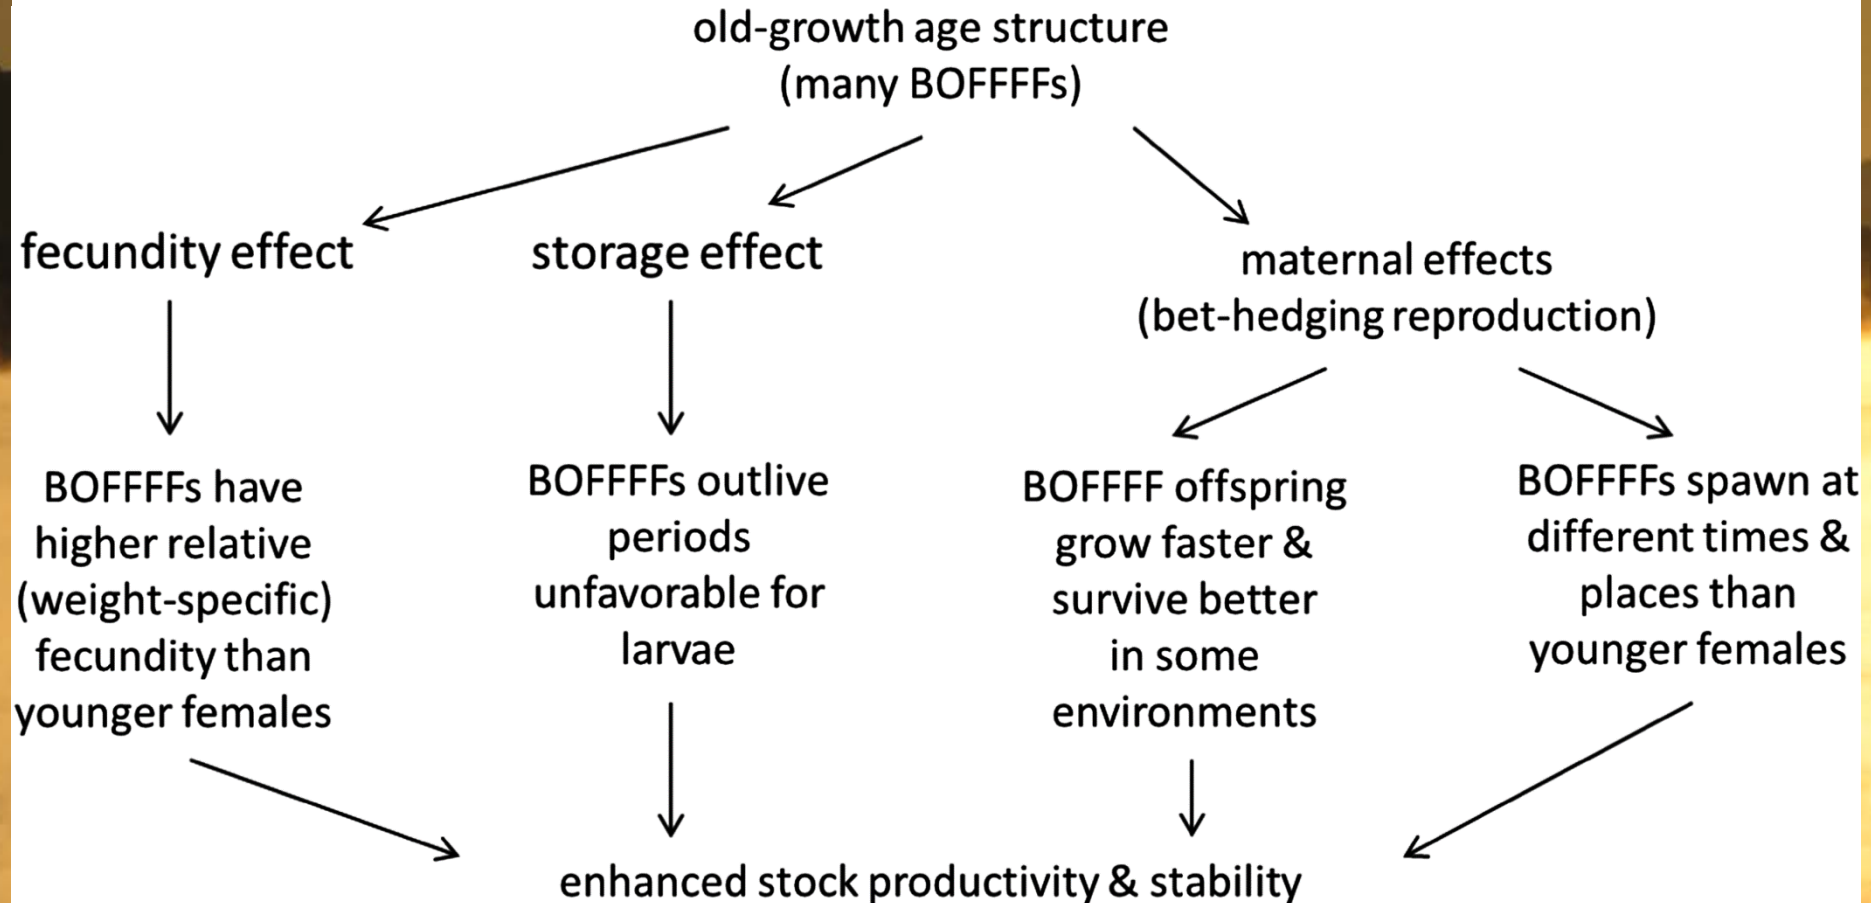 old-growth age structure
(many BOFFFFs)
fecundity effect
storage effect
maternal effects
(bet-hedging reproduction)
BOFFFFs have
higher relative
(weight-specific)
fecundity than
younger females
BOFFFFs outlive
periods
unfavorable for
larvae
BOFFFF offspring
grow faster &
survive better
in some
environments
BOFFFFs spawn at
different times &
places than
younger females
enhanced stock productivity & stability